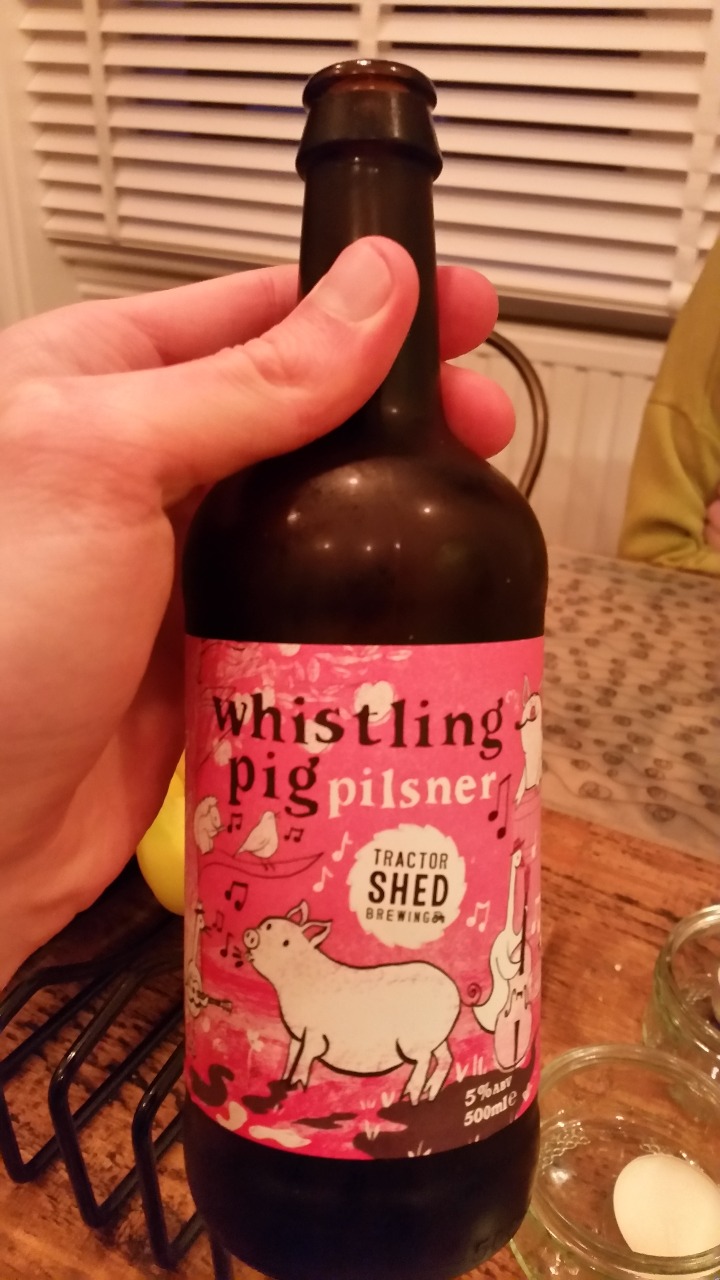 whistling
pig pilsner
TRACTOR
SHED
BREWING
5% ABV
500ml e